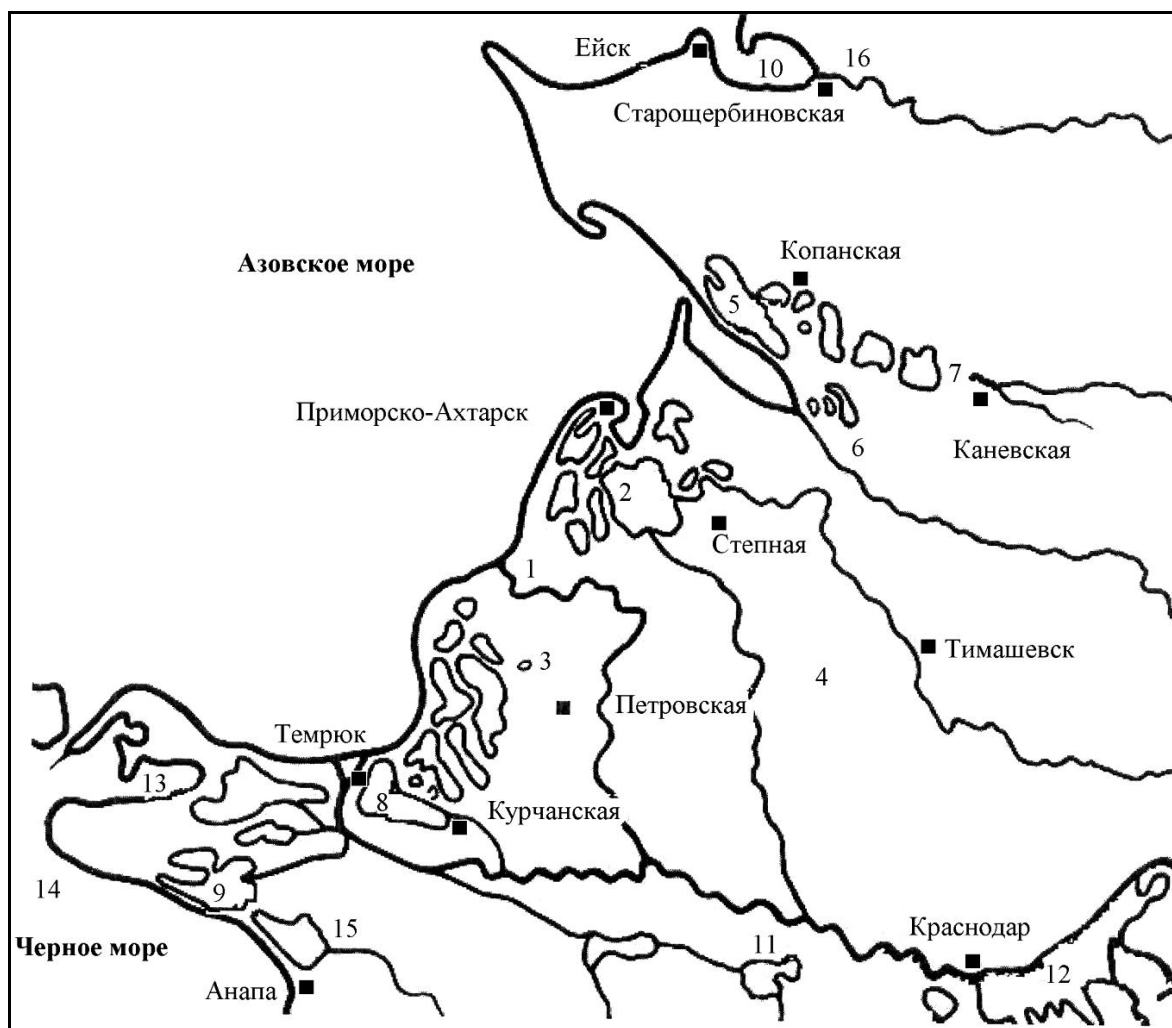 Ейск
10
16
Старощербиновская
Азовское море
Копанская
5
7
Приморско-Ахтарск
Каневская
6
2
Степная
1
3
Тимашевск
4
Петровская
Темрюк
13
8
Курчанская
14
9
15
Черное море
Краснодар
11
12
Анапа